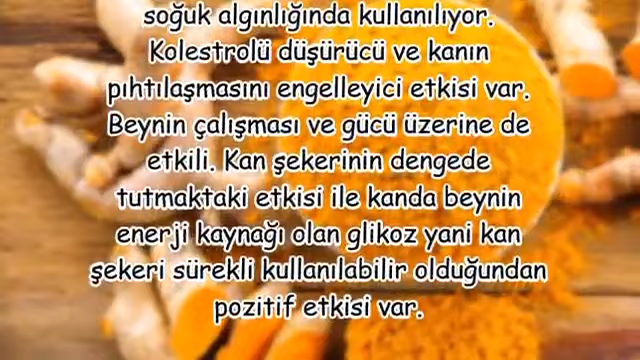 soğuk algınlığında kullanılıyor.
Kolestrolü düşürücü ve kanın
pıhtılaşmasını engelleyici etkisi var.
Beynin çalışması ve gücü üzerine de
etkili. Kan şekerinin dengede
tutmaktaki etkisi ile kanda beynin
enerji kaynağı olan glikoz yani kan
şekeri sürekli kullanılabilir olduğundan
pozitif etkisi var.